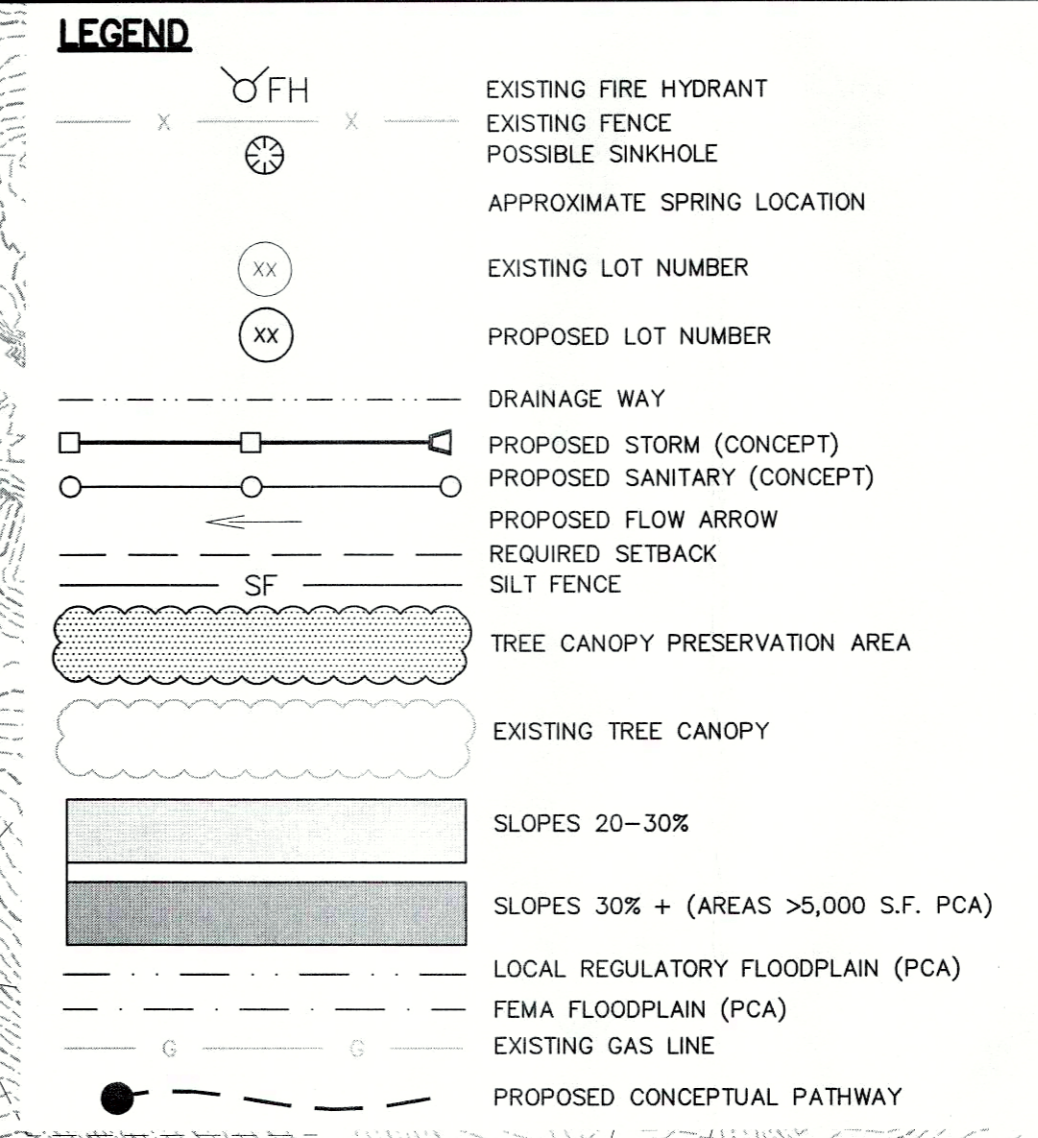 LEGEND
FH EXISTING FIRE HYDRANT
X X EXISTING FENCE
POSSIBLE SINKHOLE
APPROXIMATE SPRING LOCATION
XX EXISTING LOT NUMBER
XX PROPOSED LOT NUMBER
DRAINAGE WAY
PROPOSED STORM (CONCEPT)
PROPOSED SANITARY (CONCEPT)
PROPOSED FLOW ARROW
REQUIRED SETBACK
SF SILT FENCE
TREE CANOPY PRESERVATION AREA
EXISTING TREE CANOPY
SLOPES 20-30%
SLOPES 30% + (AREAS >5,000 S.F. PCA)
LOCAL REGULATORY FLOODPLAIN (PCA)
FEMA FLOODPLAIN (PCA)
G G EXISTING GAS LINE
PROPOSED CONCEPTUAL PATHWAY